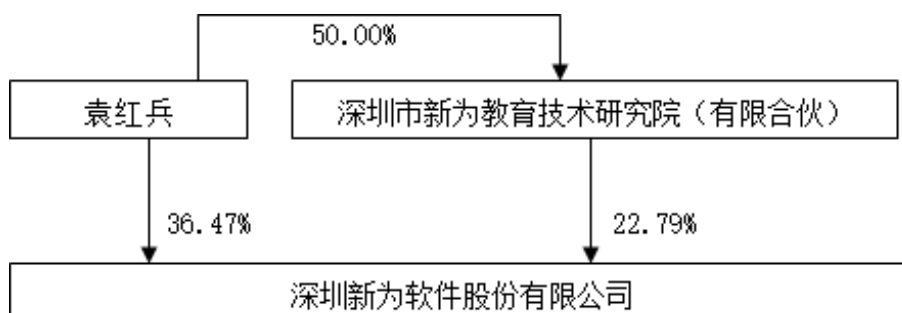 50.00%
袁红兵
深圳市新为教育技术研究院（有限合伙）
36.47%
22.79%
深圳新为软件股份有限公司